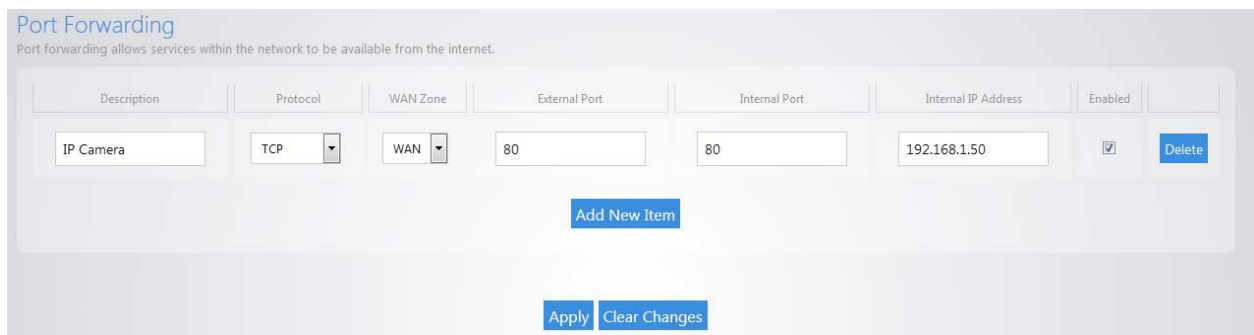 Port Forwarding
Port forwarding allows services within the network to be available from the internet.
Description Protocol WAN Zone External Port Internal Port Internal IP Address Enabled
IP Camera TCP WAN 80 80 192.168.1.50 Delete
Add New Item
Apply Clear Changes